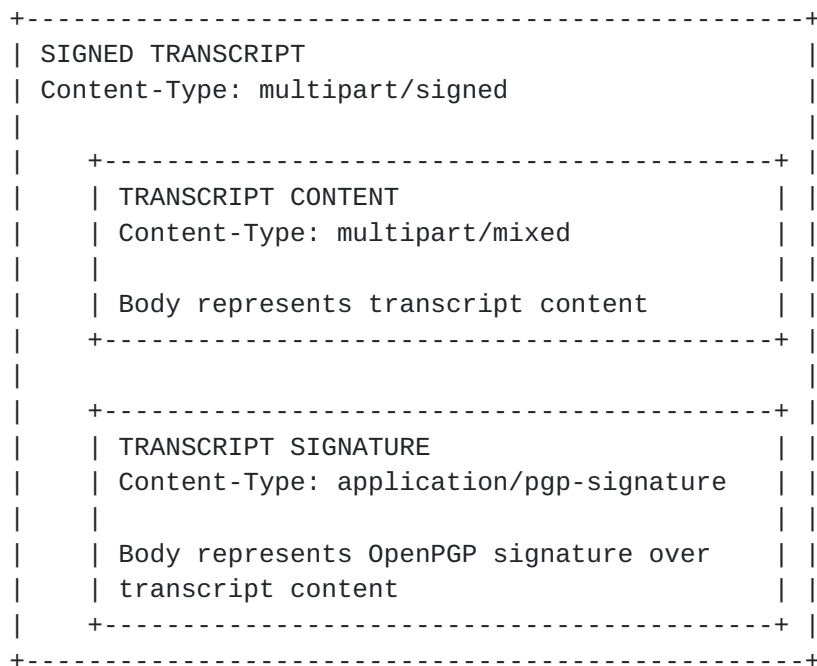 SIGNED TRANSCRIPT
Content-Type: multipart/signed
TRANSCRIPT CONTENT
Content-Type: multipart/mixed
Body represents transcript content
TRANSCRIPT SIGNATURE
Content-Type: application/pgp-signature
Body represents OpenPGP signature over
transcript content